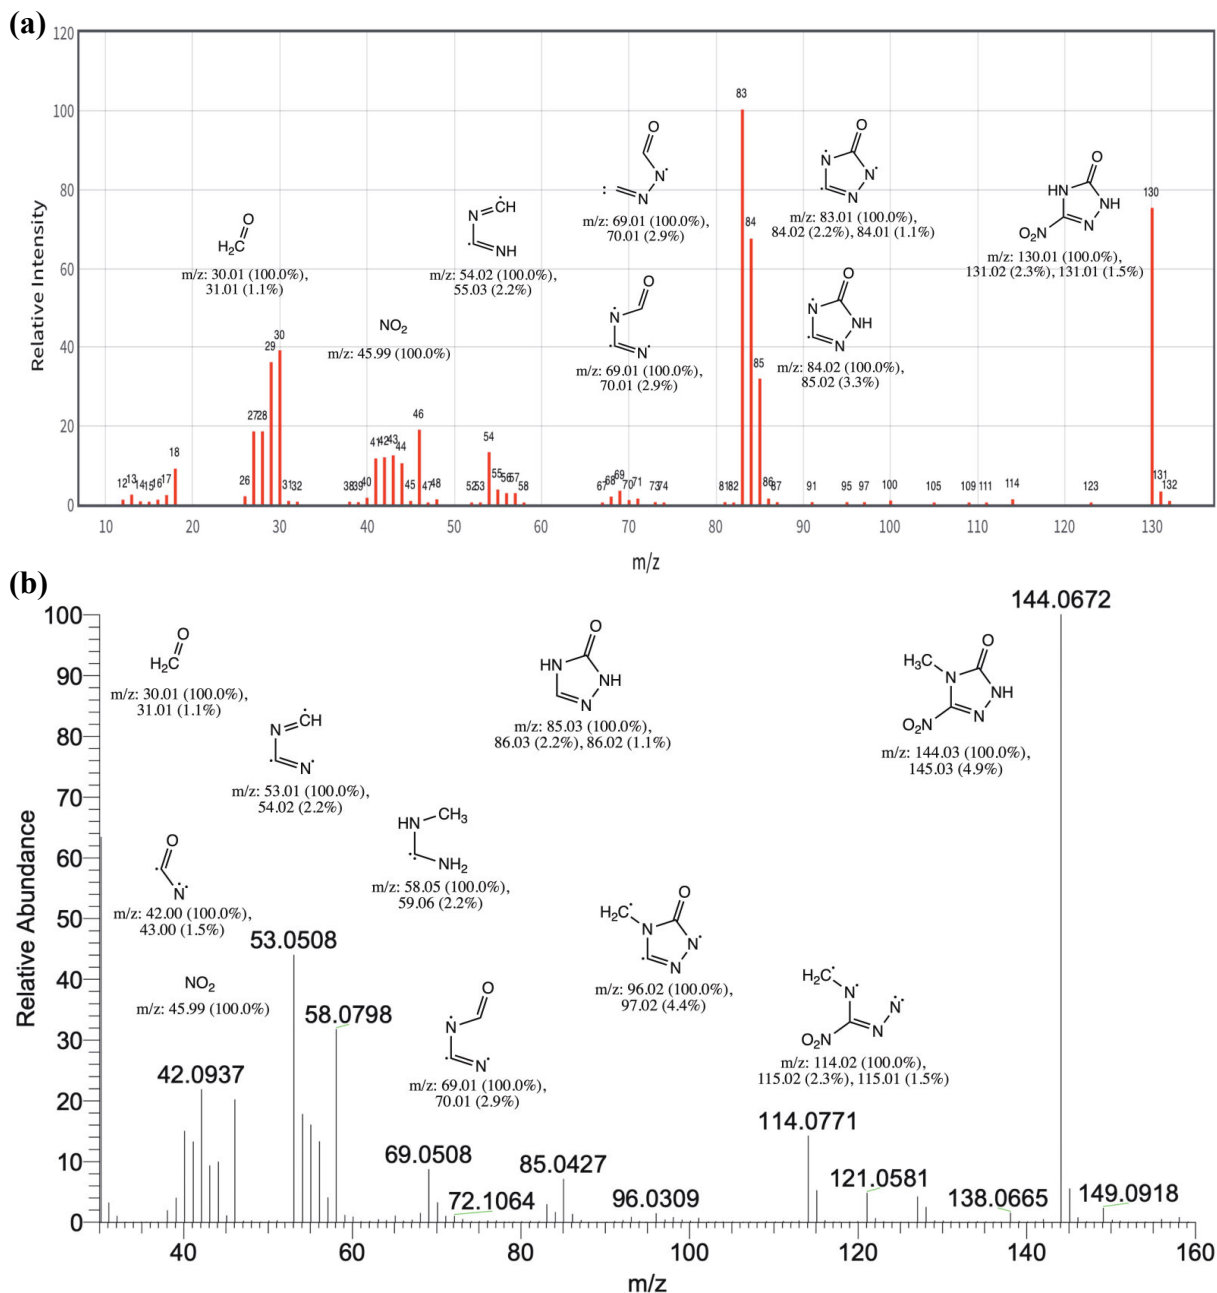 (a)
120
100
80
60
40
20
0
Relative Intensity
10
20
30
40
50
60
70
80
90
100
110
120
130
m/z
12
13
14
15
16
17
18
26
27
28
29
30
31
32
38
39
40
41
42
43
44
45
46
47
48
52
53
54
55
56
57
58
67
68
69
70
71
73
74
81
82
83
84
85
86
87
91
95
97
100
105
109
111
114
123
130
131
132
H₂C
O
m/z: 30.01 (100.0%),
31.01 (1.1%)
NO₂
m/z: 45.99 (100.0%)
N
CH
NH
m/z: 54.02 (100.0%),
55.03 (2.2%)
O
N
N
m/z: 69.01 (100.0%),
70.01 (2.9%)
O
N
N
m/z: 69.01 (100.0%),
70.01 (2.9%)
O
N
N
N
m/z: 83.01 (100.0%),
84.02 (2.2%), 84.01 (1.1%)
O
N
NH
N
m/z: 84.02 (100.0%),
85.02 (3.3%)
O
HN
NH
O₂N
N
m/z: 130.01 (100.0%),
131.02 (2.3%), 131.01 (1.5%)
(b)
100
90
80
70
60
50
40
30
20
10
0
Relative Abundance
40
60
80
100
120
140
160
m/z
42.0937
53.0508
58.0798
69.0508
72.1064
85.0427
96.0309
114.0771
121.0581
138.0665
144.0672
149.0918
O
H₂C
m/z: 30.01 (100.0%),
31.01 (1.1%)
N
CH
N
m/z: 53.01 (100.0%),
54.02 (2.2%)
O
N
m/z: 42.00 (100.0%),
43.00 (1.5%)
NO₂
m/z: 45.99 (100.0%)
HN
CH₃
NH₂
m/z: 58.05 (100.0%),
59.06 (2.2%)
O
N
N
m/z: 69.01 (100.0%),
70.01 (2.9%)
O
HN
NH
N
m/z: 85.03 (100.0%),
86.03 (2.2%), 86.02 (1.1%)
H₂C
O
N
N
N
m/z: 96.02 (100.0%),
97.02 (4.4%)
H₂C
N
N
O₂N
N
m/z: 114.02 (100.0%),
115.02 (2.3%), 115.01 (1.5%)
H₃C
O
N
NH
O₂N
N
m/z: 144.03 (100.0%),
145.03 (4.9%)